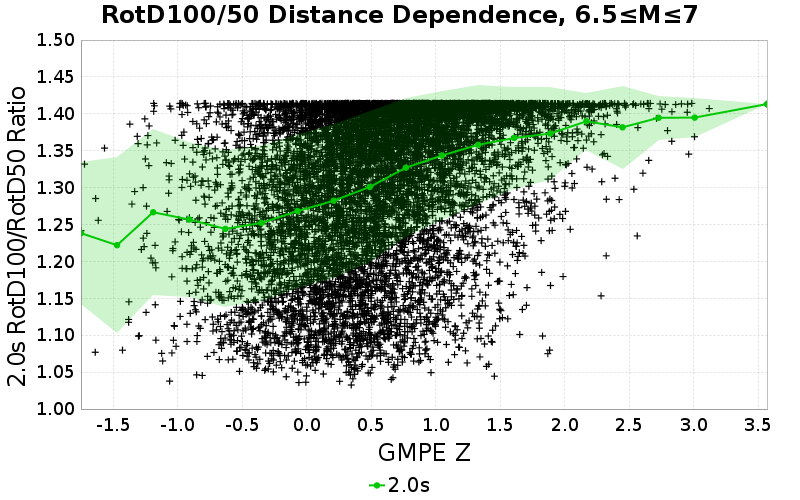 RotD100/50 Distance Dependence, 6.5≤M≤7
2.0s RotD100/RotD50 Ratio
1.50
1.45
1.40
1.35
1.30
1.25
1.20
1.15
1.10
1.05
1.00
-1.5 -1.0 -0.5 0.0 0.5 1.0 1.5 2.0 2.5 3.0 3.5
GMPE Z
2.0s